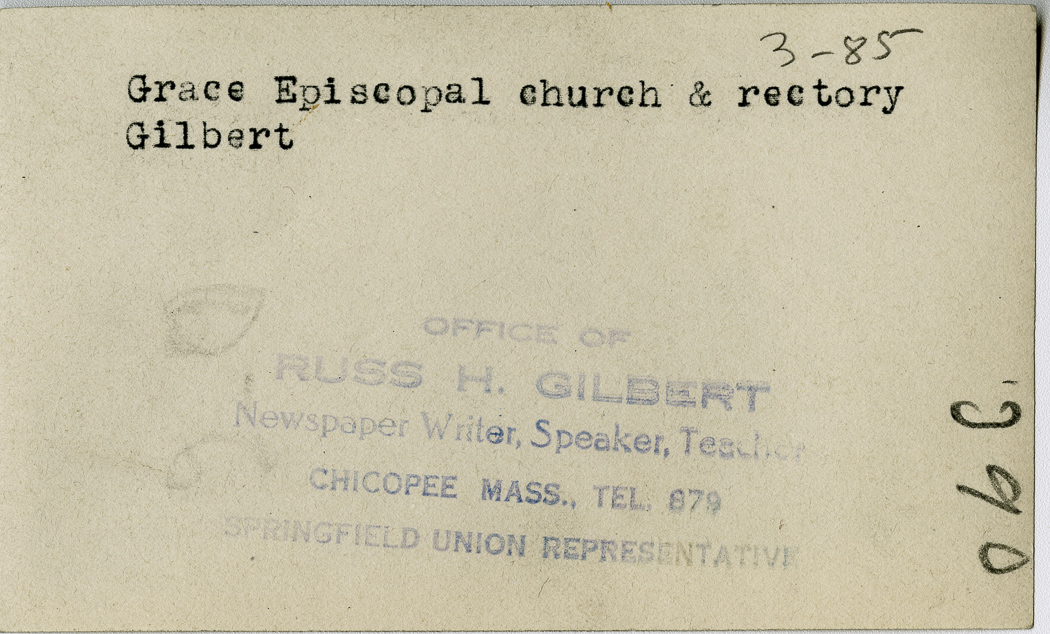 3-85
Grace Episcopal church & rectory
Gilbert
OFFICE OF
RUSS H. GILBERT
Newspaper Writer, Speaker, Teacher
CHICOPEE MASS., TEL. 879
SPRINGFIELD UNION REPRESENTATIVE